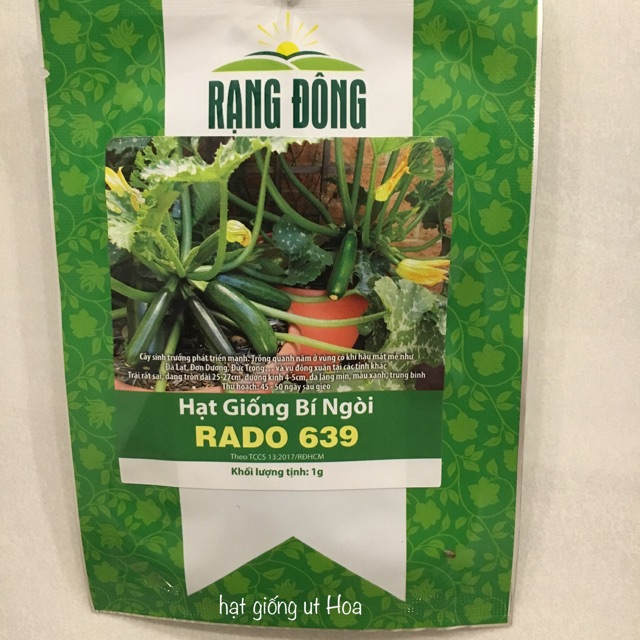 RẠNG ĐÔNG
Cây sinh trưởng phát triển mạnh. Trồng quanh năm ở vùng có khí hậu mát mẻ như
Đà Lạt, Đơn Dương, Đức Trọng... và vụ đông xuân tại các tỉnh khác
Trái rất sai, dạng tròn dài 25-27cm, đường kính 4-5cm, da láng mịn, màu xanh, trung bình
Thu hoạch: 45 - 50 ngày sau gieo
Hạt Giống Bí Ngòi
RADO 639
Theo TCCS 13:2017/RĐHCM
Khối lượng tịnh: 1g
hạt giống ut Hoa